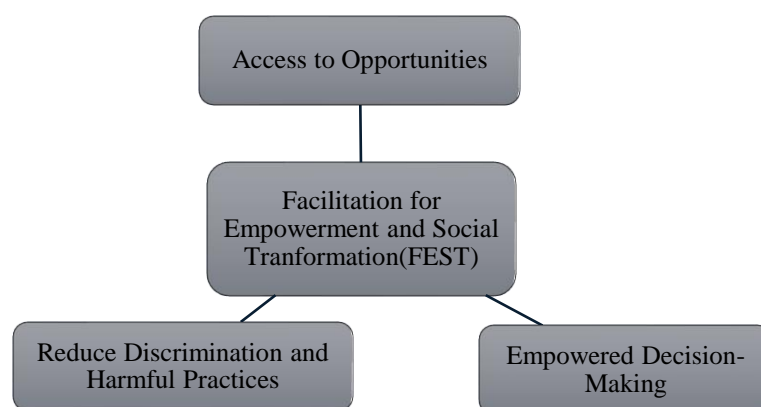 Access to Opportunities
Facilitation for
Empowerment and Social
Tranformation(FEST)
Reduce Discrimination and
Harmful Practices
Empowered Decision-
Making